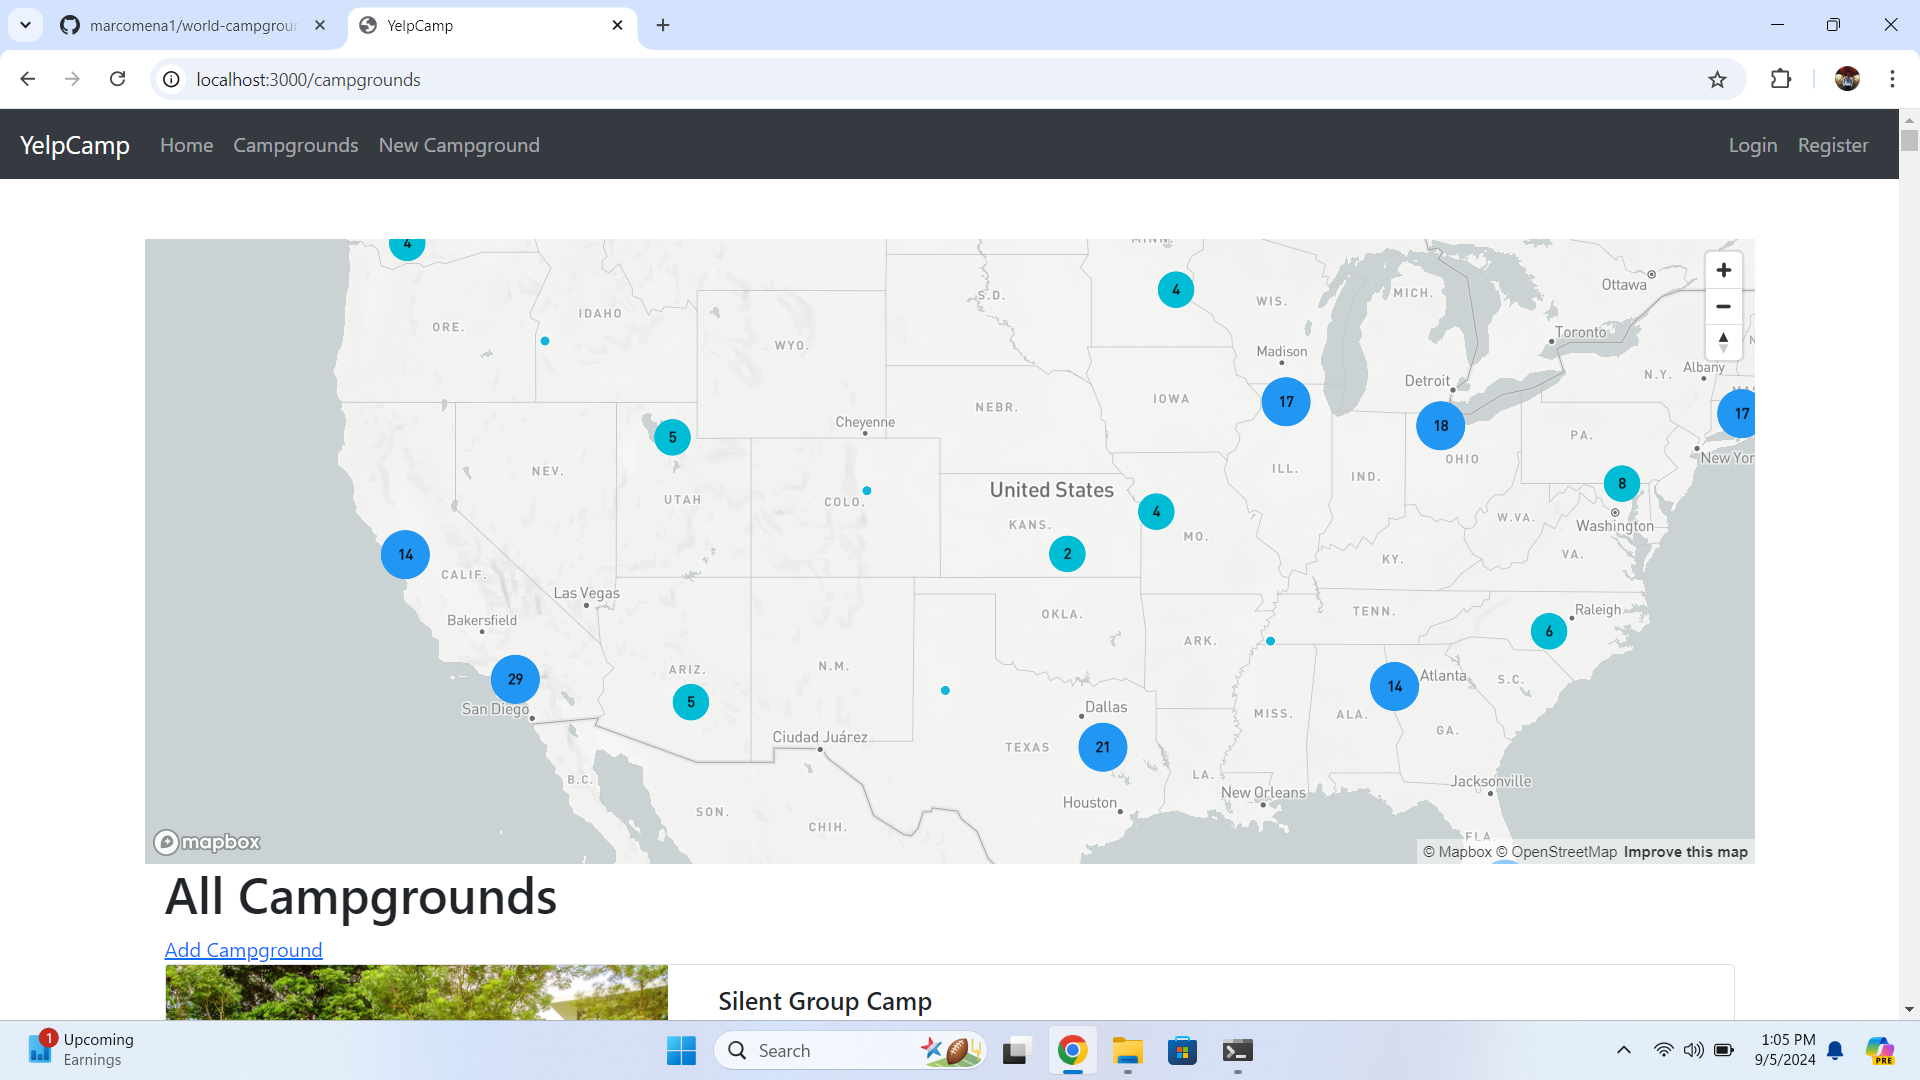 marcomena1/world-campgroun
YelpCamp
localhost:3000/campgrounds
YelpCamp Home Campgrounds New Campground Login Register
4
MINN.
4
S.D.
WIS.
MICH.
Ottawa
ORE.
IDAHO
WYO.
Toronto
Madison
Albany
Detroit
N.Y.
NEBR.
IOWA
17
18
17
Cheyenne
5
PA.
OHIO
New Yor
NEV.
ILL.
IND.
UTAH
COLO.
United States
8
4
KANS.
W.VA.
Washington
MO.
14
2
KY.
VA.
CALIF.
Las Vegas
Bakersfield
OKLA.
TENN.
Raleigh
ARK.
6
ARIZ.
N.M.
29
14
Atlanta
S.C.
San Diego
5
Dallas
MISS.
ALA.
GA.
Ciudad Juárez
TEXAS
21
B.C.
LA.
Jacksonville
New Orleans
Houston
SON.
CHIH.
FLA.
mapbox
© Mapbox © OpenStreetMap Improve this map
All Campgrounds
Add Campground
Silent Group Camp
1
Upcoming
Earnings
Search
PRE
1:05 PM
9/5/2024